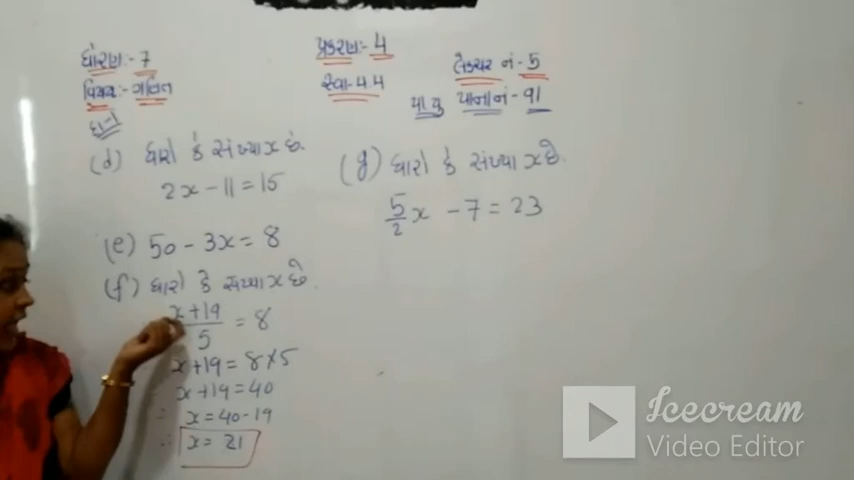 ધોરણ:- 7
પ્રકરણ:- 4
લેક્ચર નં - 5
વિષય:- ગણિત
સ્વા-4.4
પા પુ પાના નં - 91
દા-1
(d) ધારો કે સંખ્યા x છે.
2x - 11 = 15
(e) 50 - 3x = 8
(f) ધારો કે સંખ્યા x છે.
x+19
5
= 8
x+19 = 8×5
x+19 = 40
∴ x = 40-19
∴ x = 21
(g) ધારો કે સંખ્યા x છે.
5/2 x - 7 = 23
Icecream
Video Editor